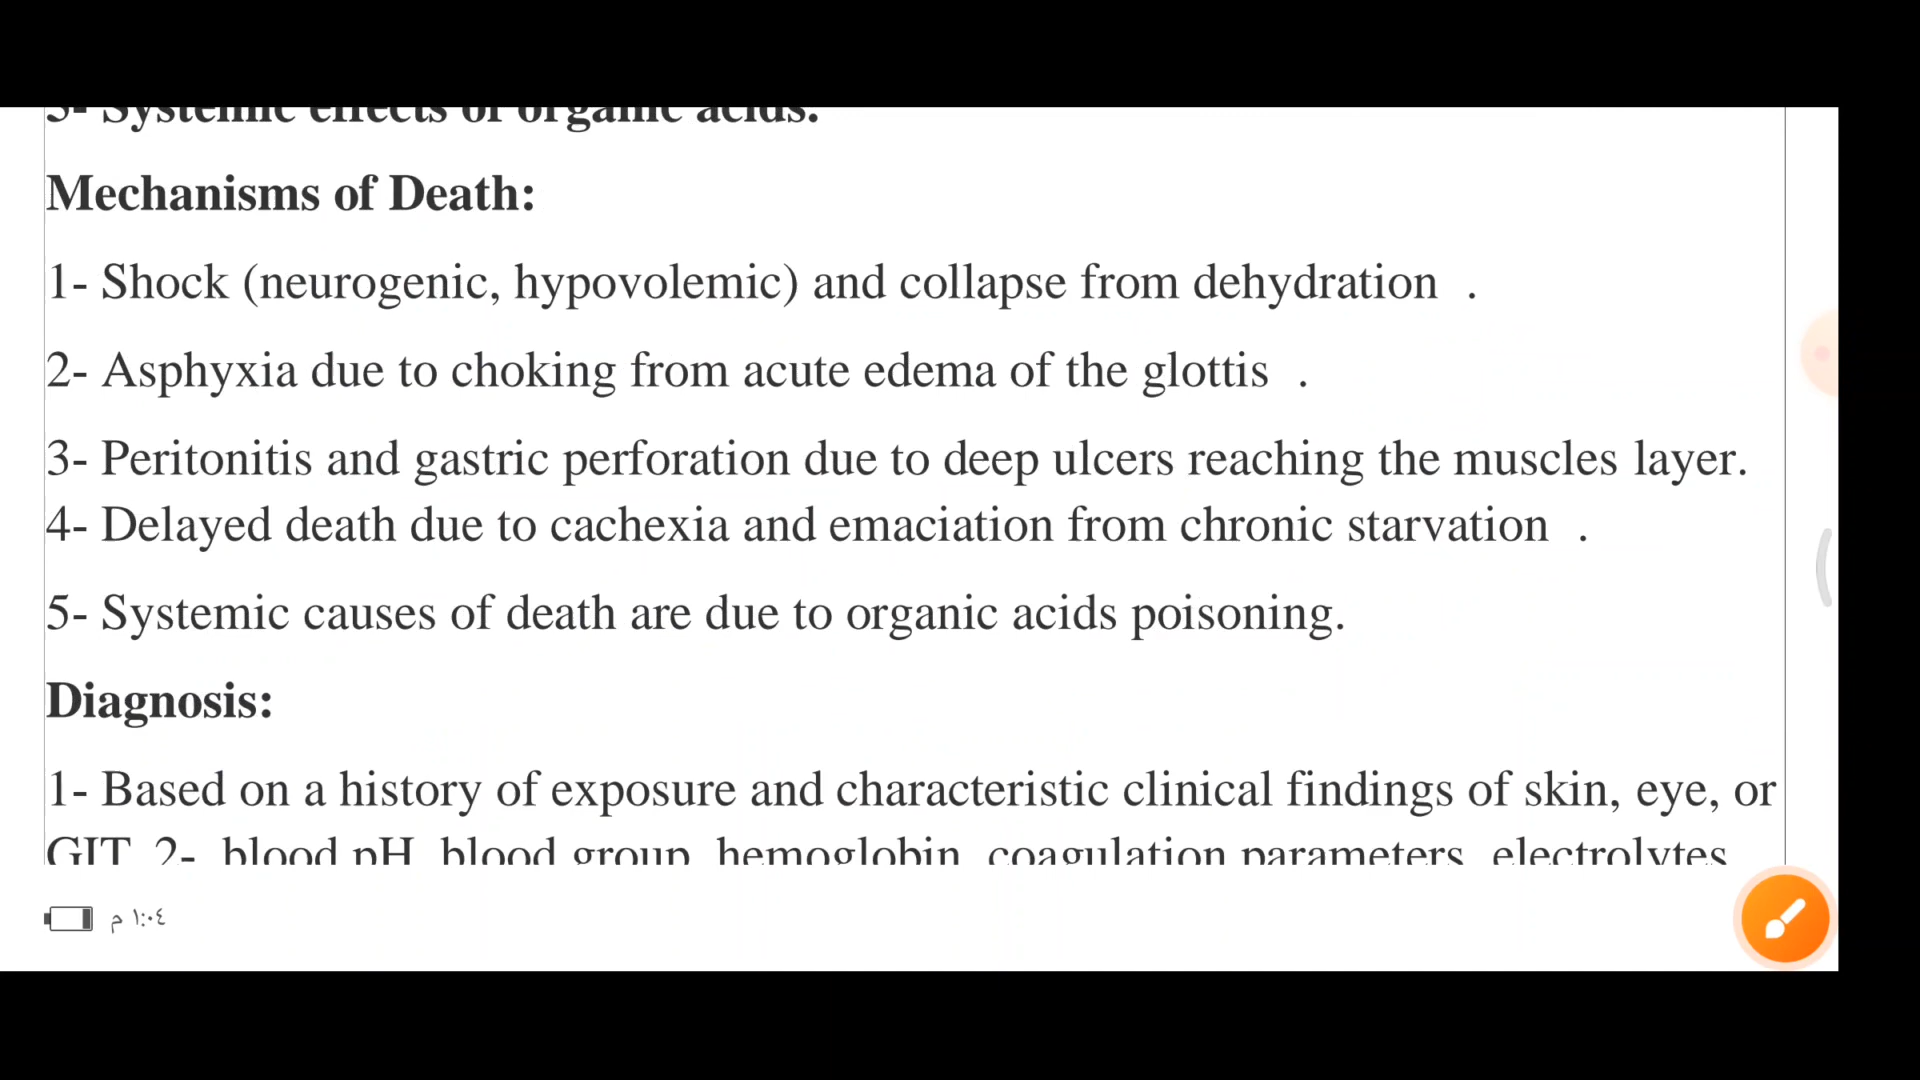 3- Systemic effects of organic acids.
Mechanisms of Death:
1- Shock (neurogenic, hypovolemic) and collapse from dehydration .
2- Asphyxia due to choking from acute edema of the glottis .
3- Peritonitis and gastric perforation due to deep ulcers reaching the muscles layer.
4- Delayed death due to cachexia and emaciation from chronic starvation .
5- Systemic causes of death are due to organic acids poisoning.
Diagnosis:
1- Based on a history of exposure and characteristic clinical findings of skin, eye, or
GIT 2- blood pH blood group hemoglobin coagulation parameters electrolytes
١:٠٤ م